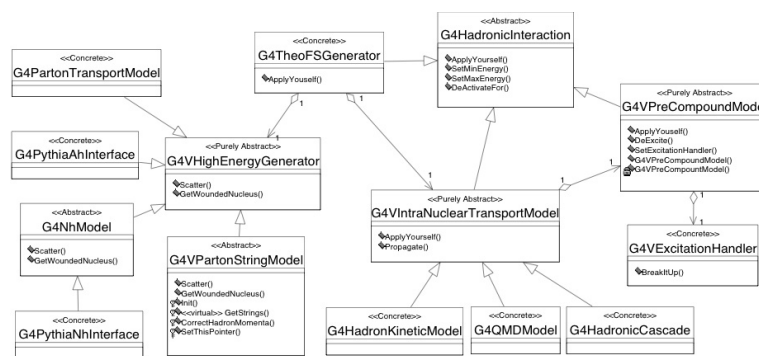 <<Concrete>>
G4PartonTransportModel
<<Concrete>>
G4TheoFSGenerator
ApplyYouself()
<<Abstract>>
G4HadronicInteraction
ApplyYourself()
SetMinEnergy()
SetMaxEnergy()
DeActivateFor()
<<Purely Abstract>>
G4VPreCompoundMode
ApplyYouself()
DeExcite()
SetExcitationHandler()
G4VPreCompoundModel()
G4VPreCompountModel()
<<Concrete>>
G4PythiaAhInterface
<<Purely Abstract>>
G4VHighEnergyGenerator
Scatter()
GetWoundedNucleus()
1
1
1
1
1
1
1
1
<<Abstract>>
G4NhModel
Scatter()
GetWoundedNucleus()
<<Purely Abstract>>
G4VIntraNuclearTransportModel
ApplyYourself()
Propagate()
<<Concrete>>
G4VExcitationHandler
BreakItUp()
<<Abstract>>
G4VPartonStringModel
Scatter()
GetWoundedNucleus()
Init()
<<virtual>> GetStrings()
CorrectHadronMomenta()
SetThisPointer()
<<Concrete>>
G4PythiaNhInterface
<<Concrete>>
G4HadronKineticModel
<<Concrete>>
G4QMDModel
<<Concrete>>
G4HadronicCascade